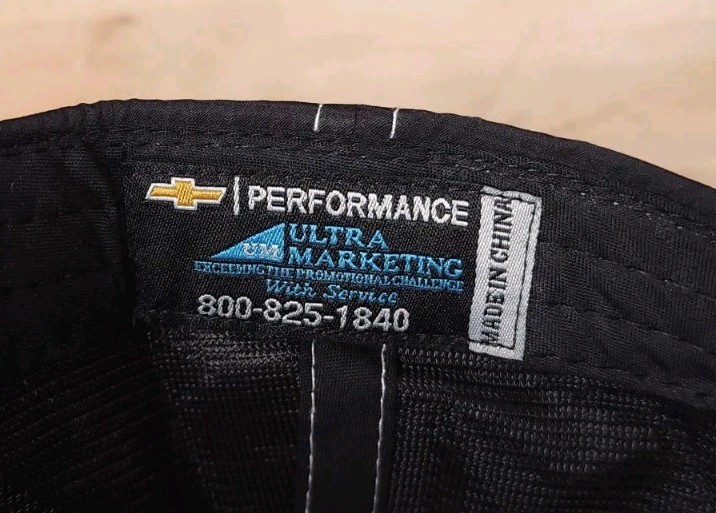 PERFORMANCE
UM
ULTRA
MARKETING
EXCEEDING THE PROMOTIONAL CHALLENGE
With Service
800-825-1840
MADE IN CHINA